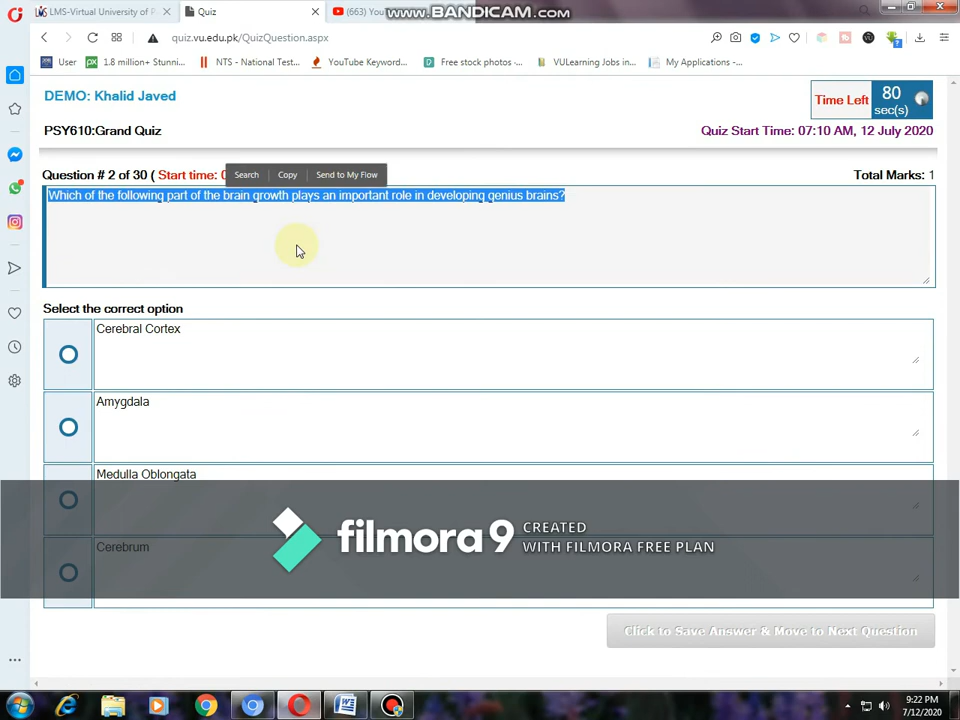 LMS-Virtual University of P
Quiz
(663) You
www.BANDICAM.com
quiz.vu.edu.pk/QuizQuestion.aspx
User
1.8 million+ Stunni...
NTS - National Test...
YouTube Keyword...
Free stock photos -...
VULearning Jobs in...
My Applications -...
DEMO: Khalid Javed
Time Left
80
sec(s)
PSY610:Grand Quiz
Quiz Start Time: 07:10 AM, 12 July 2020
Question # 2 of 30 ( Start time:
Search
Copy
Send to My Flow
Total Marks: 1
Which of the following part of the brain growth plays an important role in developing genius brains?
Select the correct option
Cerebral Cortex
Amygdala
Medulla Oblongata
Cerebrum
filmora9
CREATED
WITH FILMORA FREE PLAN
Click to Save Answer & Move to Next Question
9:22 PM
7/12/2020